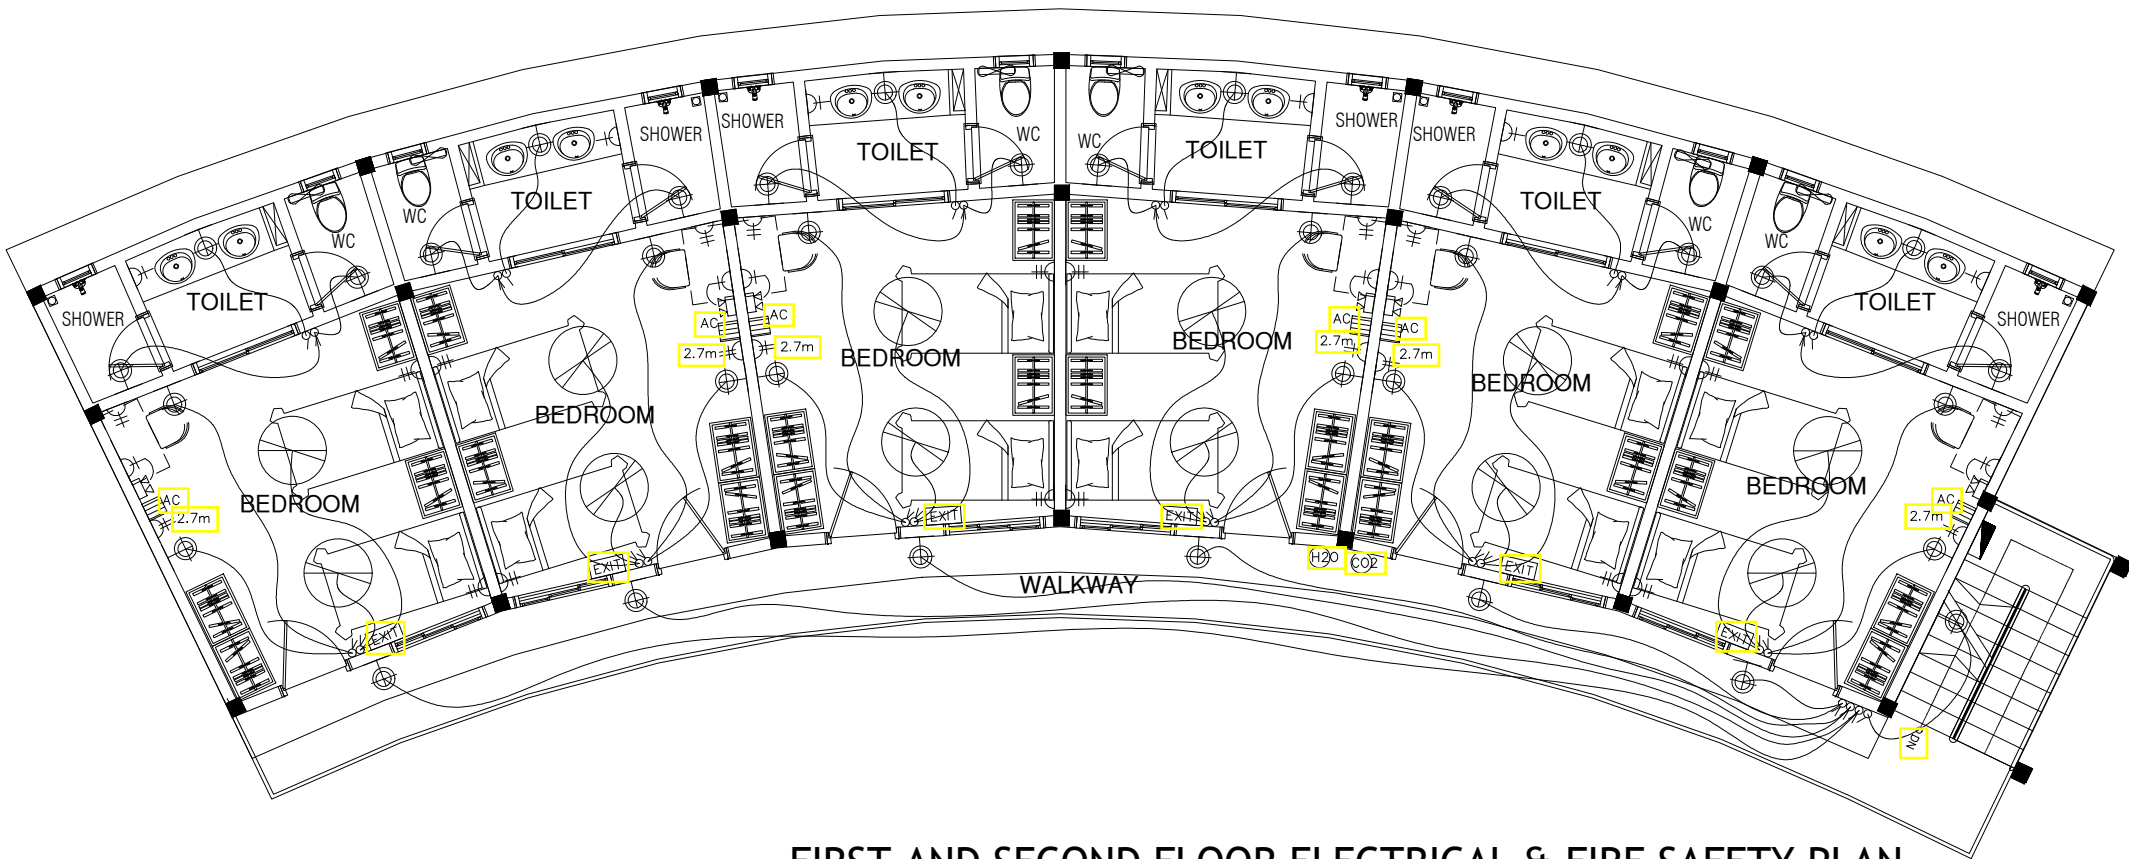 SHOWER
SHOWER
SHOWER
SHOWER
WC
WC
TOILET
TOILET
TOILET
TOILET
WC
WC
TOILET
TOILET
WC
WC
SHOWER
SHOWER
AC
AC
AC
AC
2.7m
2.7m
2.7m
2.7m
BEDROOM
BEDROOM
BEDROOM
BEDROOM
BEDROOM
BEDROOM
AC
2.7m
AC
2.7m
EXIT
EXIT
EXIT
EXIT
EXIT
EXIT
H2O
CO2
WALKWAY
RDN
FIRST AND SECOND FLOOR ELECTRICAL & FIRE SAFETY PLAN